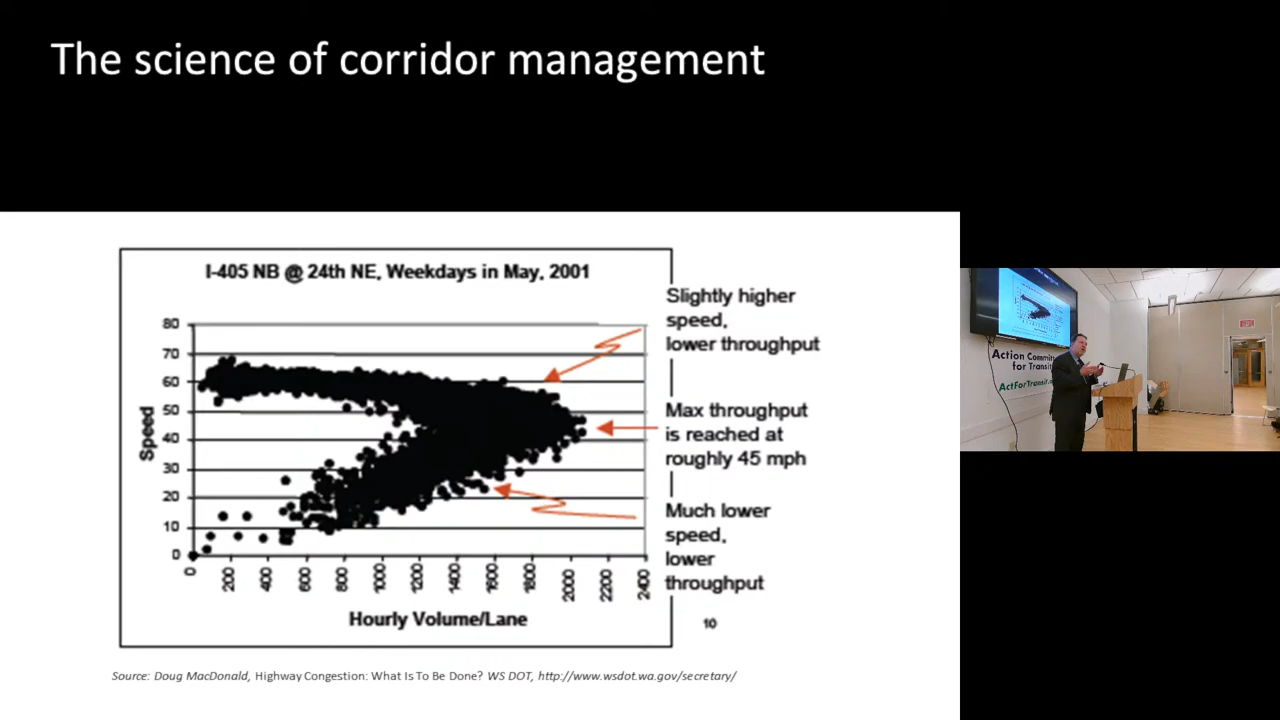 The science of corridor management
I-405 NB @ 24th NE, Weekdays in May, 2001
Slightly higher
speed,
lower throughput
Max throughput
is reached at
roughly 45 mph
Much lower
speed,
lower
throughput
Speed
80
70
60
50
40
30
20
10
0
0
200
400
600
800
1000
1200
1400
1600
1800
2000
2200
2400
Hourly Volume/Lane
10
Source: Doug MacDonald, Highway Congestion: What Is To Be Done? WS DOT, http://www.wsdot.wa.gov/secretary/
Action Commit
for Transit
ActForTransit.